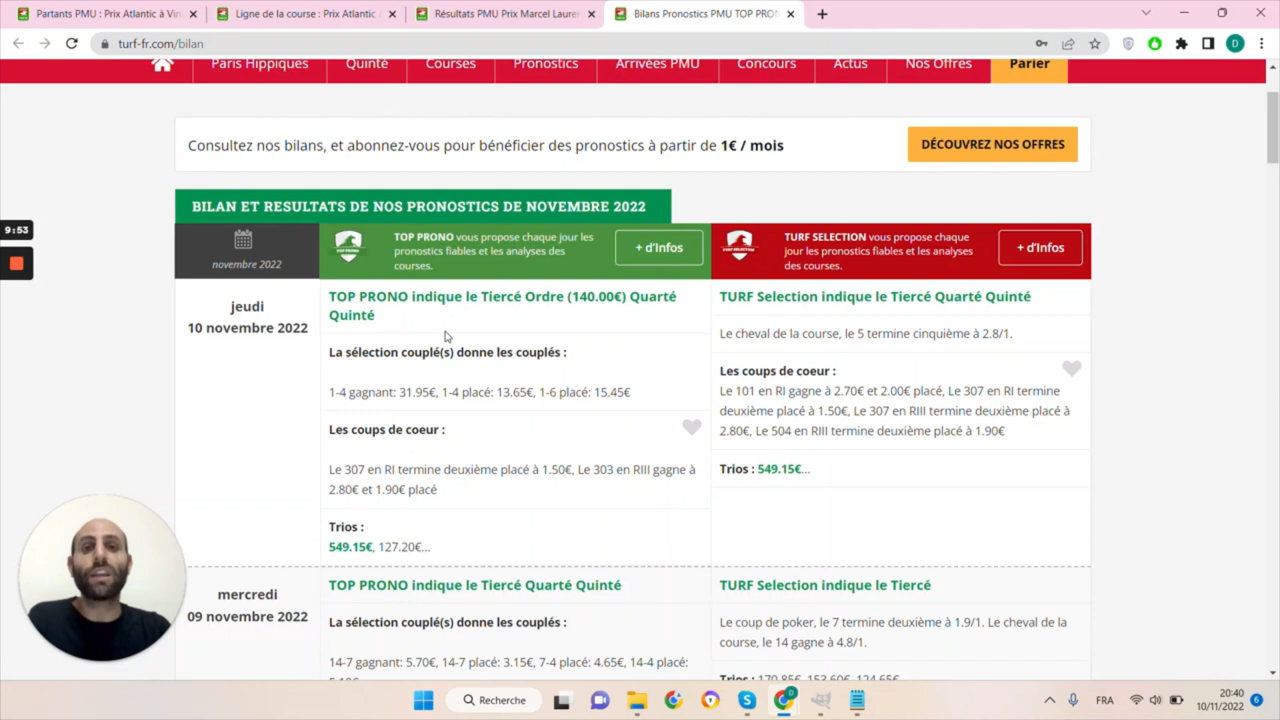 Partants PMU : Prix Atlantic à Vin
Ligne de la course : Prix Atlantic
Résultats PMU Prix Marcel Laure
Bilans Pronostics PMU TOP PRO
turf-fr.com/bilan
D
Paris Hippiques
Quinté
Courses
Pronostics
Arrivées PMU
Concours
Actus
Nos Offres
Parier
Consultez nos bilans, et abonnez-vous pour bénéficier des pronostics à partir de 1€ / mois
DÉCOUVREZ NOS OFFRES
BILAN ET RESULTATS DE NOS PRONOSTICS DE NOVEMBRE 2022
9:53
novembre 2022
TOP PRONO
TOP PRONO vous propose chaque jour les
pronostics fiables et les analyses des
courses.
+ d'Infos
TURF SELECTION
TURF SELECTION vous propose chaque
jour les pronostics fiables et les analyses
des courses.
+ d'Infos
jeudi
10 novembre 2022
TOP PRONO indique le Tiercé Ordre (140.00€) Quarté
Quinté
La sélection couplé(s) donne les couplés :
1-4 gagnant: 31.95€, 1-4 placé: 13.65€, 1-6 placé: 15.45€
Les coups de coeur :
Le 307 en RI termine deuxième placé à 1.50€, Le 303 en RIII gagne à
2.80€ et 1.90€ placé
Trios :
549.15€, 127.20€...
TURF Selection indique le Tiercé Quarté Quinté
Le cheval de la course, le 5 termine cinquième à 2.8/1.
Les coups de coeur :
Le 101 en RI gagne à 2.70€ et 2.00€ placé, Le 307 en RI termine
deuxième placé à 1.50€, Le 307 en RIII termine deuxième placé à
2.80€, Le 504 en RIII termine deuxième placé à 1.90€
Trios : 549.15€...
mercredi
09 novembre 2022
TOP PRONO indique le Tiercé Quarté Quinté
La sélection couplé(s) donne les couplés :
14-7 gagnant: 5.70€, 14-7 placé: 3.15€, 7-4 placé: 4.65€, 14-4 placé:
TURF Selection indique le Tiercé
Le coup de poker, le 7 termine deuxième à 1.9/1. Le cheval de la
course, le 14 gagne à 4.8/1.
Trios : 170.85€, 153.60€, 124.65€
Recherche
FRA
20:40
10/11/2022
6